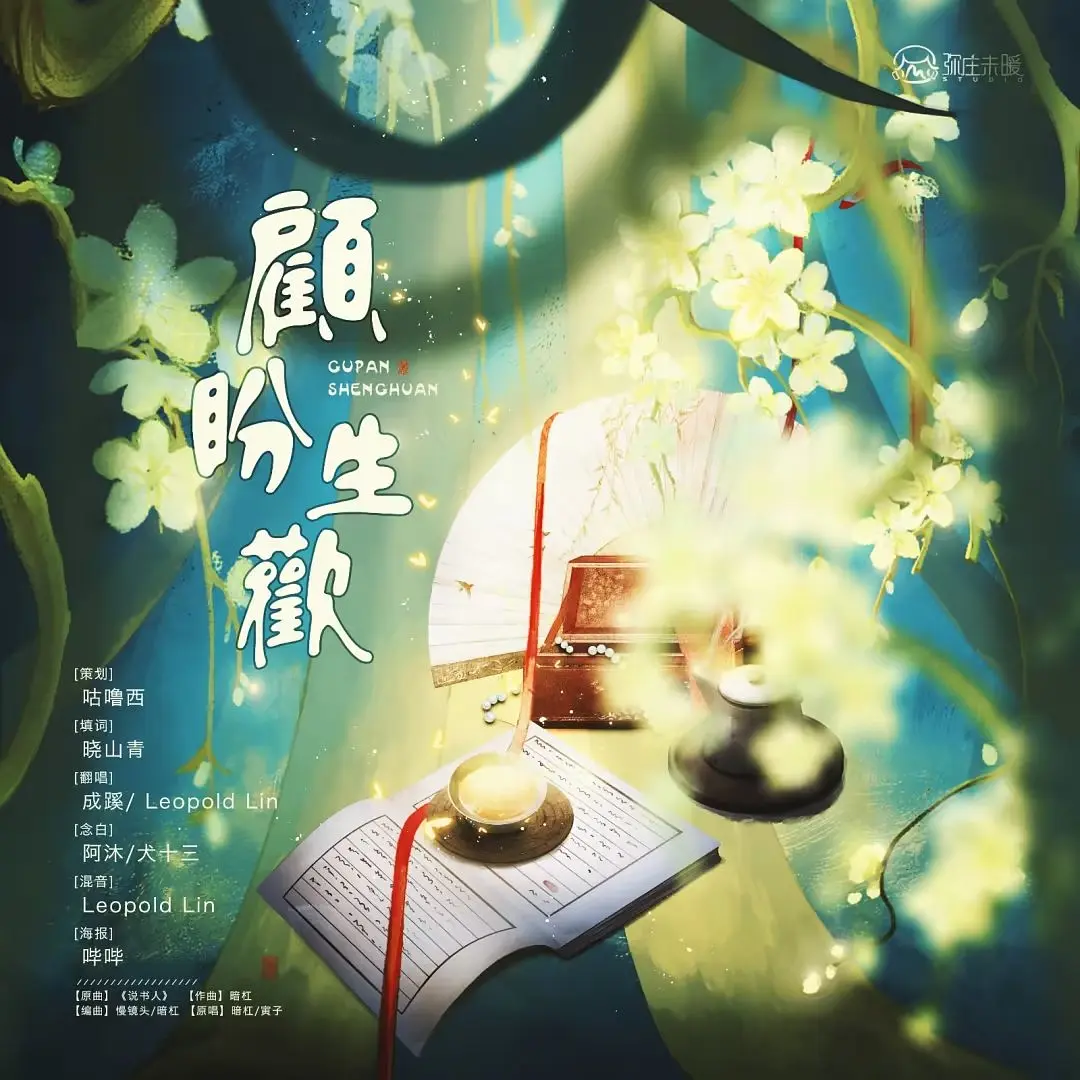 弥庄未暖
STUDIO
顧
盼
生
歡
GUPAN
SHENGHUAN
[策划]
咕噜西
[填词]
晓山青
[翻唱]
成蹊/ Leopold Lin
[念白]
阿沐/犬十三
[混音]
Leopold Lin
[海报]
哔哔
【原曲】《说书人》 【作曲】暗杠
【编曲】慢镜头/暗杠 【原唱】暗杠/寅子